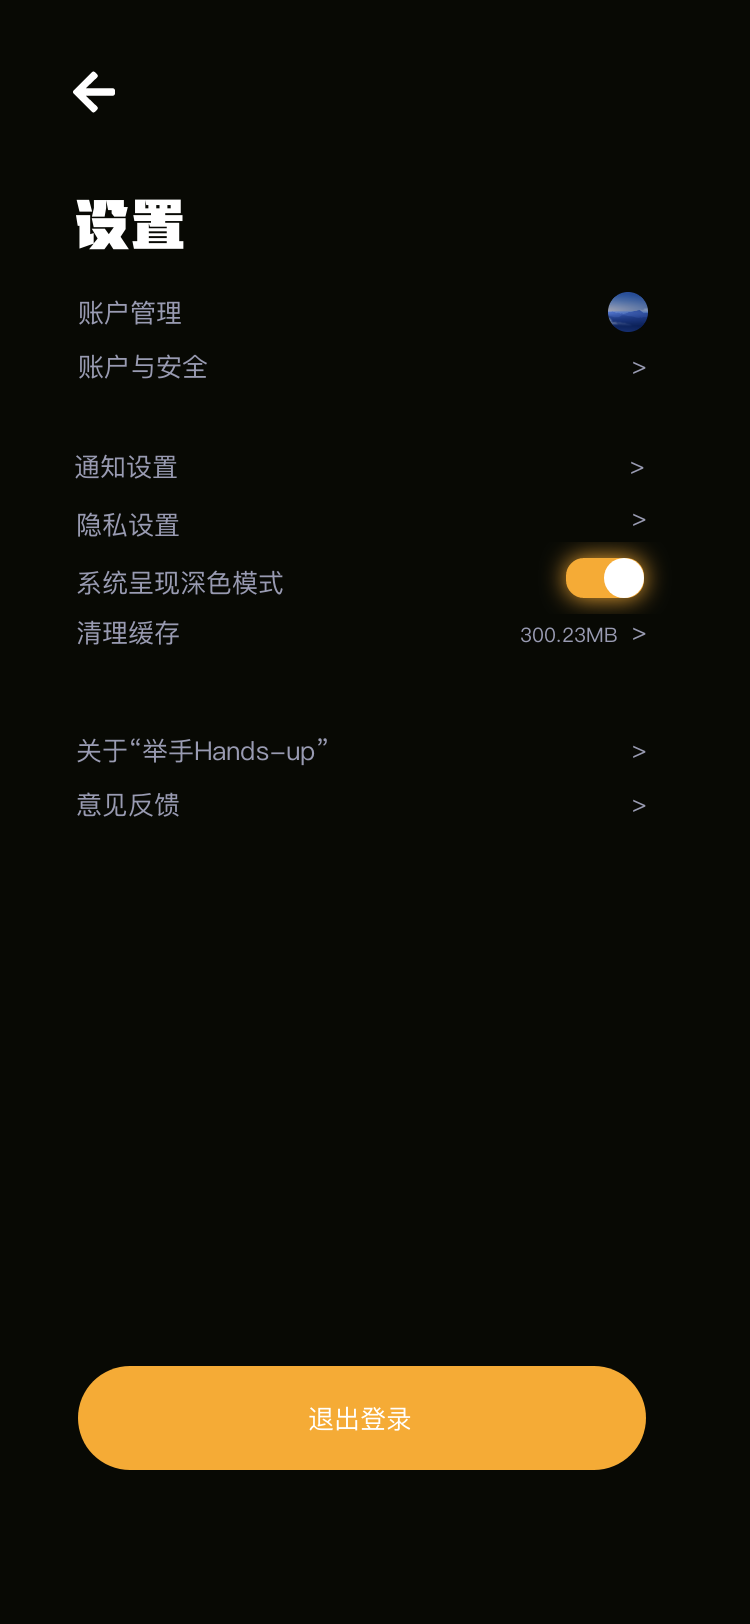 设置
账户管理
账户与安全 >
通知设置 >
隐私设置 >
系统呈现深色模式
清理缓存 300.23MB >
关于“举手Hands-up” >
意见反馈 >
退出登录